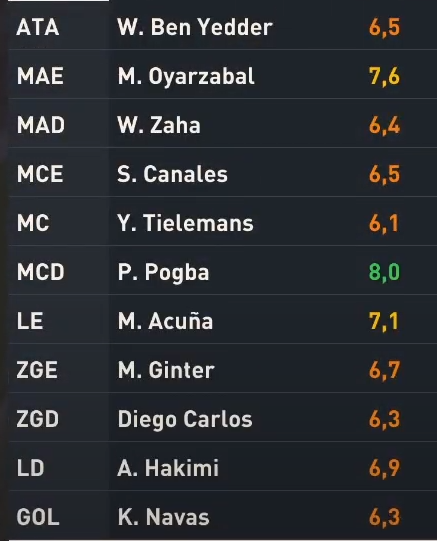 ATA W. Ben Yedder 6,5
MAE M. Oyarzabal 7,6
MAD W. Zaha 6,4
MCE S. Canales 6,5
MC Y. Tielemans 6,1
MCD P. Pogba 8,0
LE M. Acuña 7,1
ZGE M. Ginter 6,7
ZGD Diego Carlos 6,3
LD A. Hakimi 6,9
GOL K. Navas 6,3